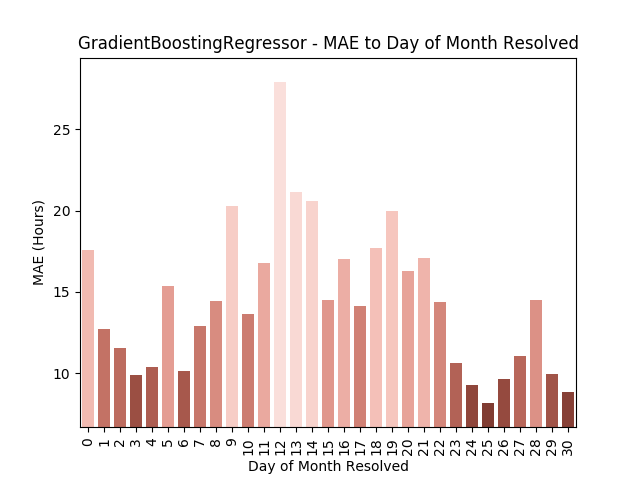 GradientBoostingRegressor - MAE to Day of Month Resolved
25
20
15
10
MAE (Hours)
0 1 2 3 4 5 6 7 8 9 10 11 12 13 14 15 16 17 18 19 20 21 22 23 24 25 26 27 28 29 30
Day of Month Resolved